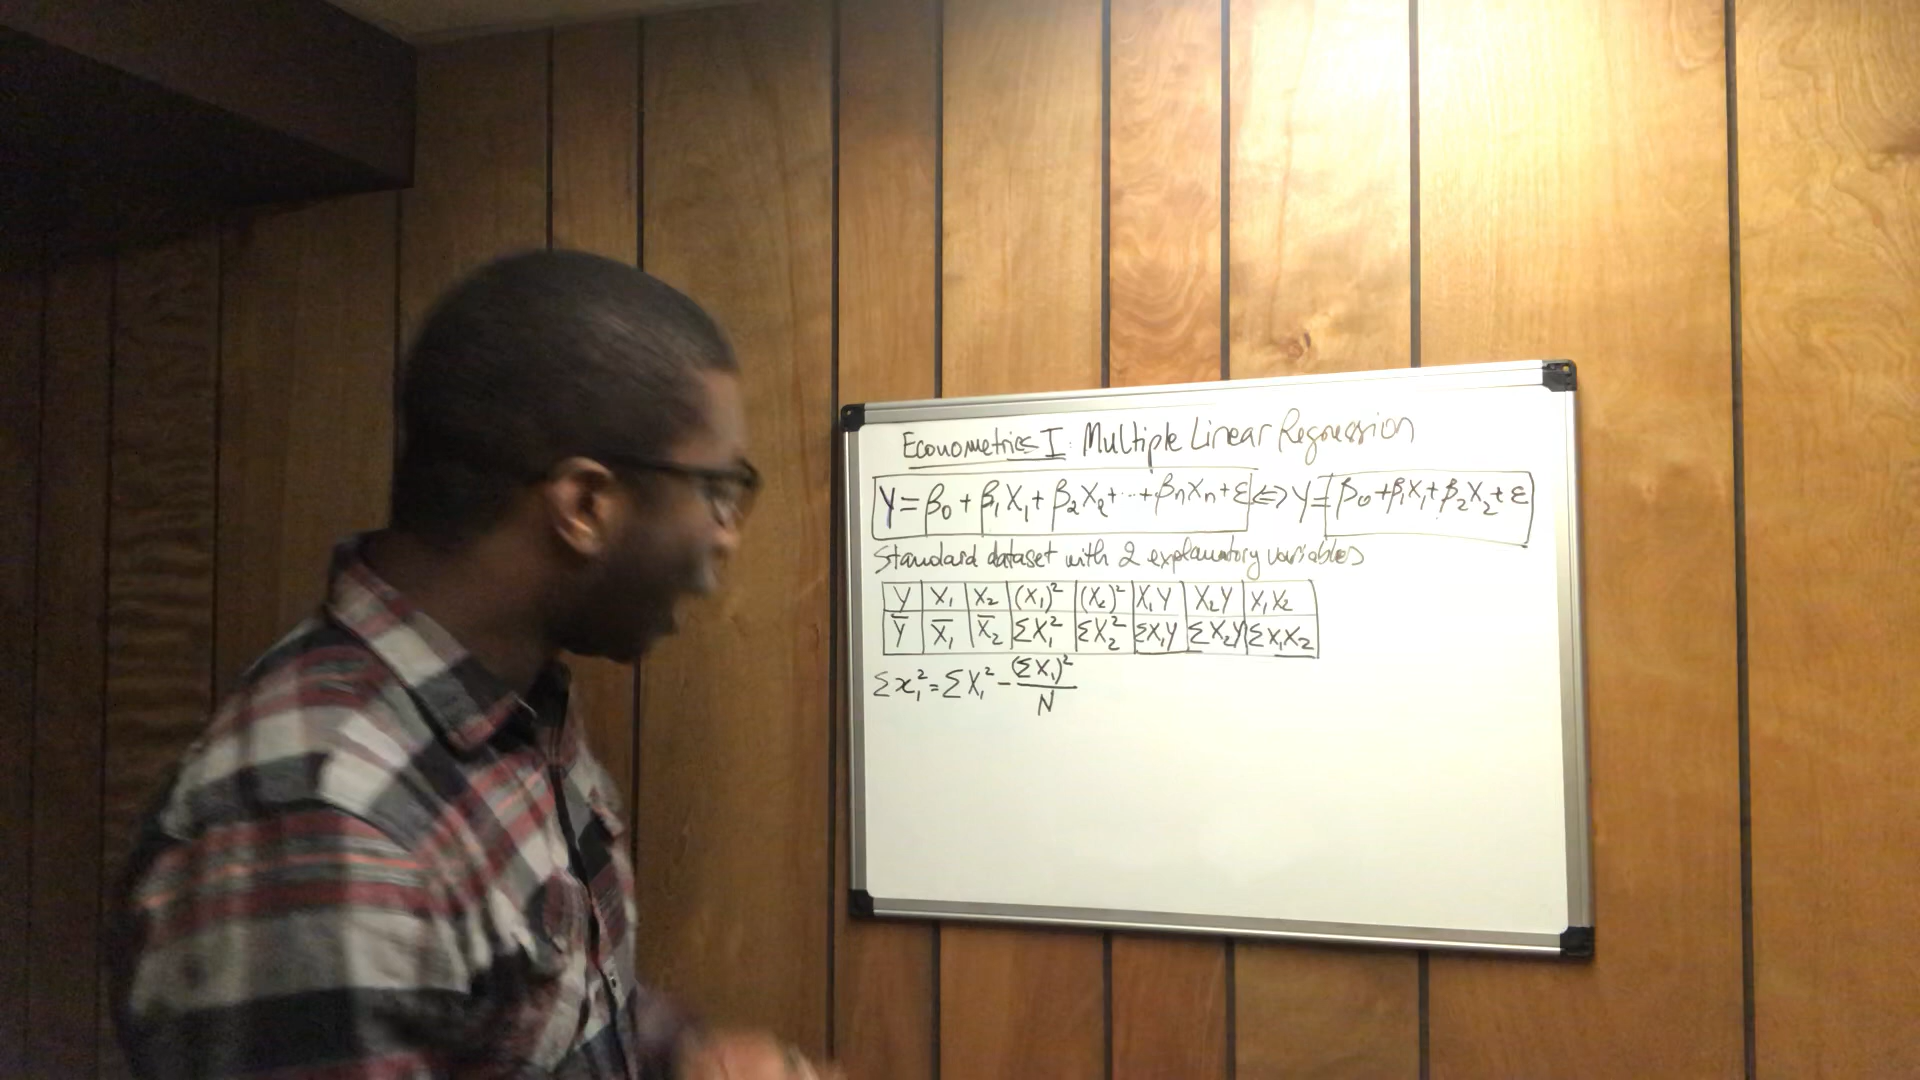 Econometrics I: Multiple Linear Regression
Y = β₀ + β₁X₁ + β₂X₂ + ... + βnXn + ε ⇔ Y = β₀ + β₁X₁ + β₂X₂ + ε
Standard dataset with 2 explanatory variables
Y X₁ X₂ (X₁)² (X₂)² X₁Y X₂Y X₁X₂
Ȳ X̄₁ X̄₂ ΣX₁² ΣX₂² ΣX₁Y ΣX₂Y ΣX₁X₂
Σx₁² = ΣX₁² - (ΣX₁)²/N